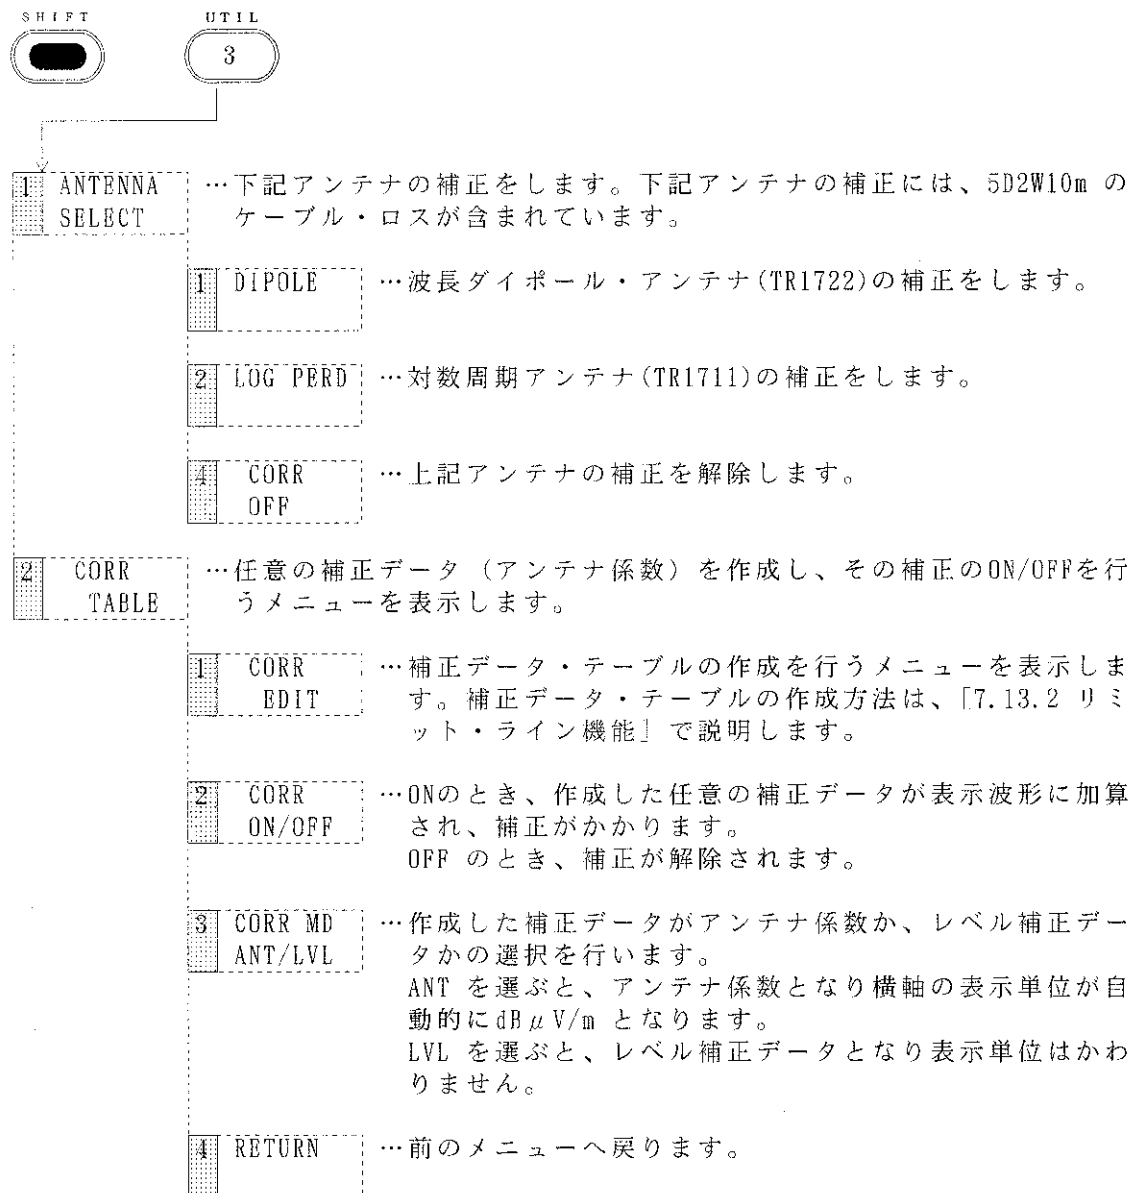 SHIFT UTIL
3
1 ANTENNA …下記アンテナの補正をします。下記アンテナの補正には、5D2W10m の
SELECT ケーブル・ロスが含まれています。
1 DIPOLE …波長ダイポール・アンテナ(TR1722)の補正をします。
2 LOG PERD …対数周期アンテナ(TR1711)の補正をします。
4 CORR …上記アンテナの補正を解除します。
OFF
2 CORR …任意の補正データ（アンテナ係数）を作成し、その補正のON/OFFを行
TABLE うメニューを表示します。
1 CORR …補正データ・テーブルの作成を行うメニューを表示しま
EDIT す。補正データ・テーブルの作成方法は、「7.13.2 リミ
ット・ライン機能」で説明します。
2 CORR …ONのとき、作成した任意の補正データが表示波形に加算
ON/OFF され、補正がかかります。
OFF のとき、補正が解除されます。
3 CORR MD …作成した補正データがアンテナ係数か、レベル補正デー
ANT/LVL タかの選択を行います。
ANT を選ぶと、アンテナ係数となり横軸の表示単位が自
動的にdBμV/m となります。
LVL を選ぶと、レベル補正データとなり表示単位はかわ
りません。
4 RETURN …前のメニューへ戻ります。